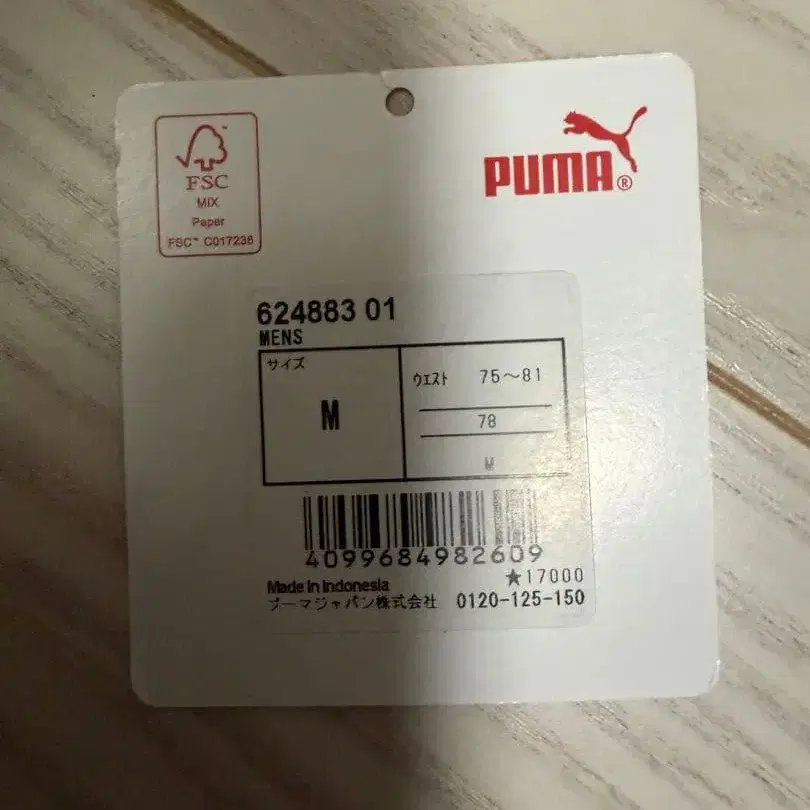 FSC
MIX
Paper
FSC™ C017236
PUMA®
624883 01
MENS
サイズ
M
ウエスト 75～81
78
M
4099684982609
★17000
Made in Indonesia
プーマジャパン株式会社 0120-125-150